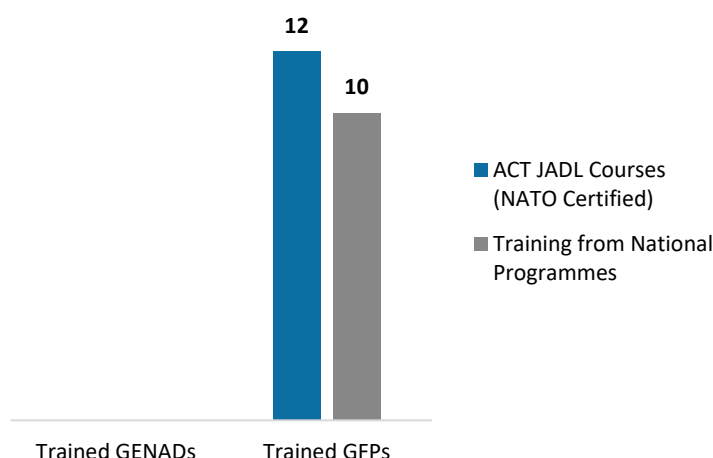 12
10
ACT JADL Courses
(NATO Certified)
Training from National
Programmes
Trained GENADs
Trained GFPs